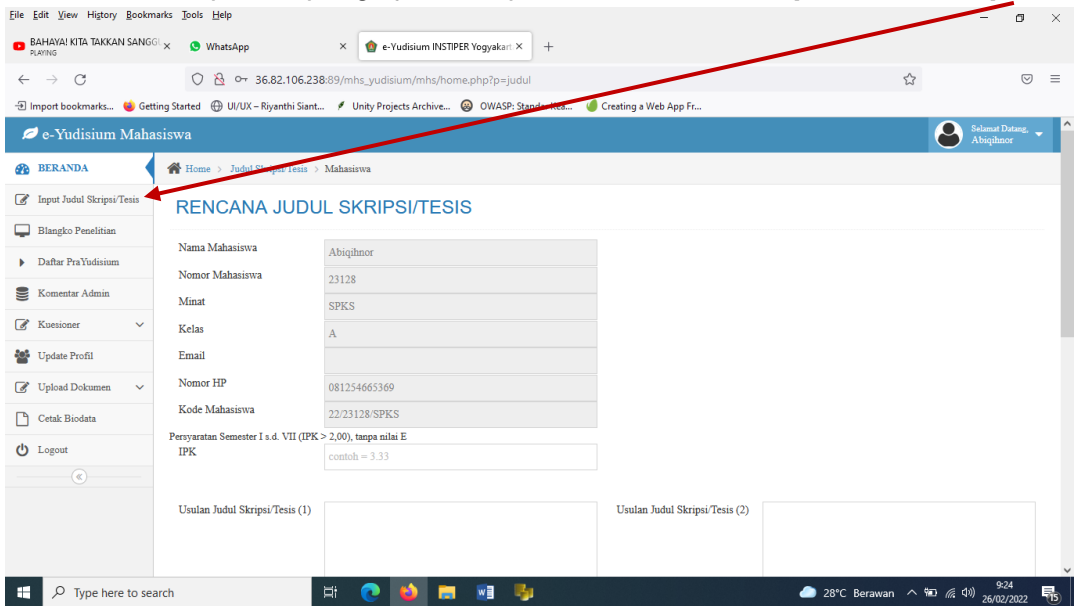 File Edit View History Bookmarks Tools Help
BAHAYA! KITA TAKKAN SANGG
PLAYING
WhatsApp
e-Yudisium INSTIPER Yogyakart
36.82.106.238:89/mhs_yudisium/mhs/home.php?p=judul
Import bookmarks... Getting Started UI/UX – Riyanthi Siant... Unity Projects Archive... OWASP: Standar Kea... Creating a Web App Fr...
e-Yudisium Mahasiswa
Selamat Datang,
Abiqihnor
BERANDA
Home > Judul Skripsi/Tesis > Mahasiswa
Input Judul Skripsi/Tesis
Blangko Penelitian
Daftar PraYudisium
Komentar Admin
Kuesioner
Update Profil
Upload Dokumen
Cetak Biodata
Logout
RENCANA JUDUL SKRIPSI/TESIS
Nama Mahasiswa Abiqihnor
Nomor Mahasiswa 23128
Minat SPKS
Kelas A
Email
Nomor HP 081254665369
Kode Mahasiswa 22/23128/SPKS
Persyaratan Semester I s.d. VII (IPK > 2,00), tanpa nilai E
IPK contoh = 3.33
Usulan Judul Skripsi/Tesis (1) Usulan Judul Skripsi/Tesis (2)
Type here to search
28°C Berawan
9:24
26/02/2022
15